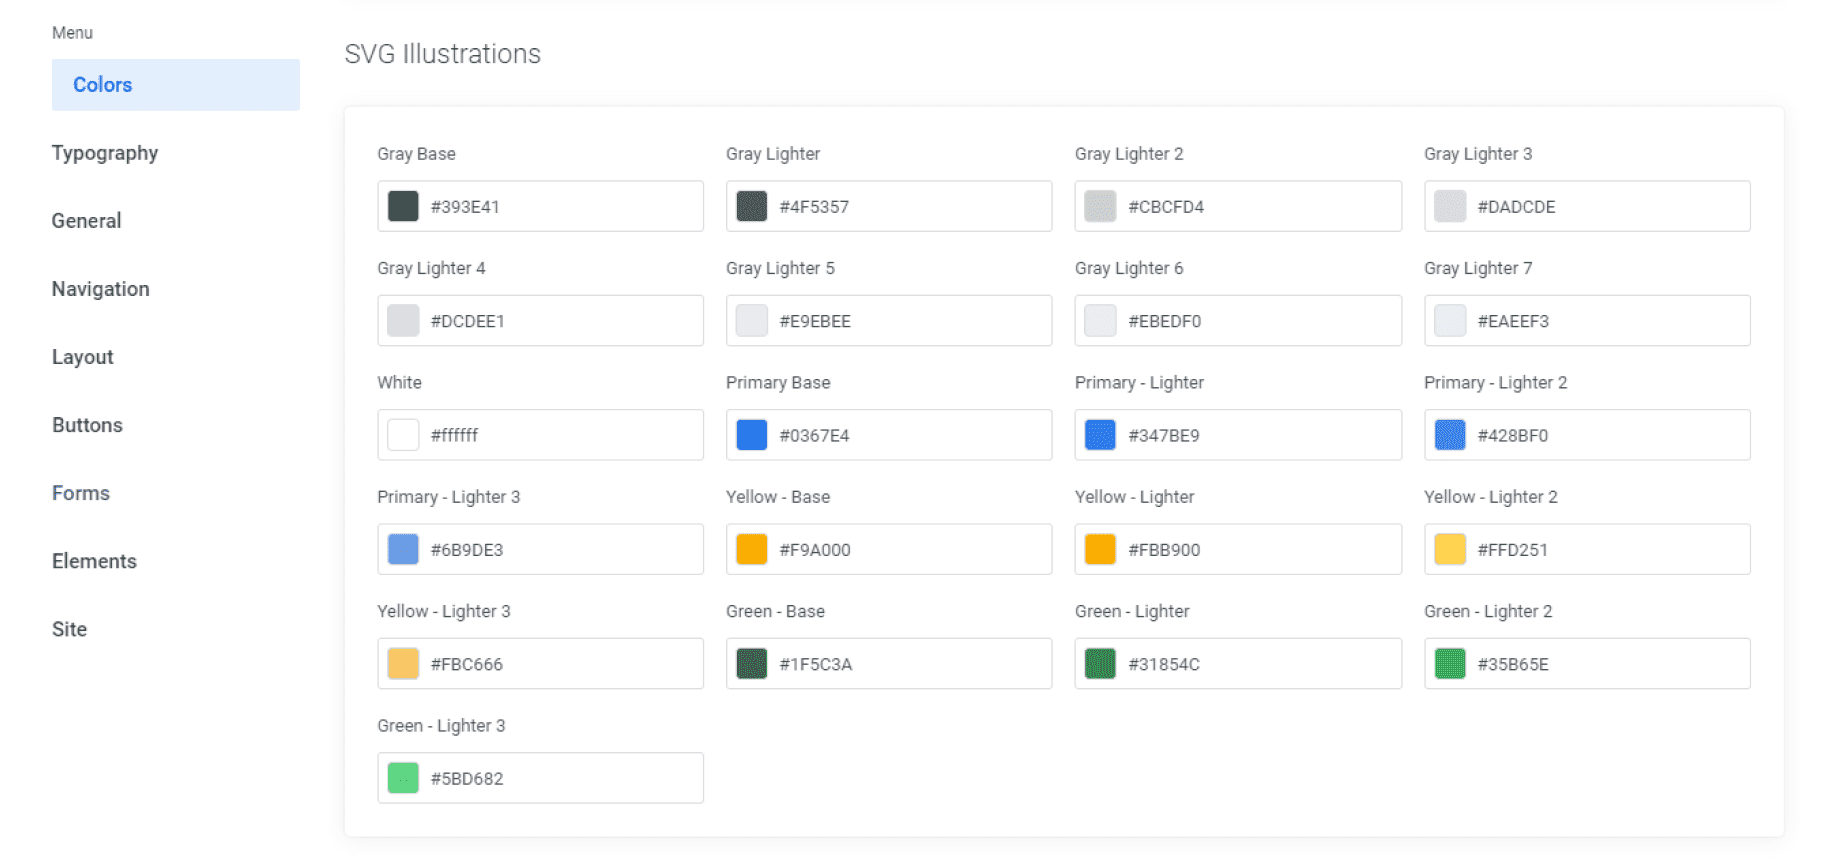 Menu
Colors
Typography
General
Navigation
Layout
Buttons
Forms
Elements
Site
SVG Illustrations
Gray Base
#393E41
Gray Lighter
#4F5357
Gray Lighter 2
#CBCFD4
Gray Lighter 3
#DADCDE
Gray Lighter 4
#DCDEE1
Gray Lighter 5
#E9EBEE
Gray Lighter 6
#EBEDF0
Gray Lighter 7
#EAEEF3
White
#ffffff
Primary Base
#0367E4
Primary - Lighter
#347BE9
Primary - Lighter 2
#428BF0
Primary - Lighter 3
#6B9DE3
Yellow - Base
#F9A000
Yellow - Lighter
#FBB900
Yellow - Lighter 2
#FFD251
Yellow - Lighter 3
#FBC666
Green - Base
#1F5C3A
Green - Lighter
#31854C
Green - Lighter 2
#35B65E
Green - Lighter 3
#5BD682